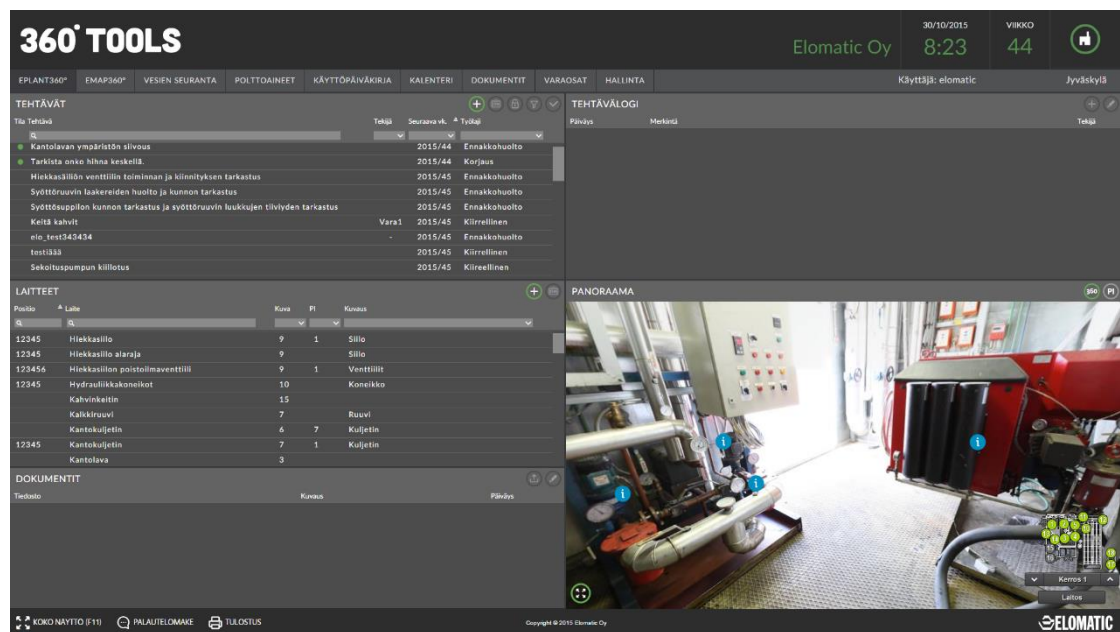 360° TOOLS
Elomatic Oy
30/10/2015
8:23
VIIKKO
44
EPLANT360° EMAP360° VESIEN SEURANTA POLTTOAINEET KÄYTTÖPÄIVÄKIRJA KALENTERI DOKUMENTIT VARAOSAT HALLINTA Käyttäjä: elomatic Jyväskylä
TEHTÄVÄT
Tila Tehtävä Tekijä Seuraava vk. Työlaji
Kantolavan ympäristön siivous 2015/44 Ennakkohuolto
Tarkista onko hihna keskellä. 2015/44 Korjaus
Hiekkasäiliön venttiilin toiminnan ja kiinnityksen tarkastus 2015/45 Ennakkohuolto
Syöttöruuvin laakereiden huolto ja kunnon tarkastus 2015/45 Ennakkohuolto
Syöttösuppilon kunnon tarkastus ja syöttöruuvin luukkujen tiiviyden tarkastus 2015/45 Ennakkohuolto
Keitä kahvit Vara1 2015/45 Kiirrellinen
elo_test343434 - 2015/45 Ennakkohuolto
testiäää 2015/45 Kiirrellinen
Sekoituspumpun kiillotus 2015/45 Kiireellinen
TEHTÄVÄLOGI
Päiväys Merkintä Tekijä
LAITTEET
Positio Laite Kuva PI Kuvaus
12345 Hiekkasiilo 9 1 Siilo
12345 Hiekkasiilo alaraja 9 Siilo
123456 Hiekkasiilon poistoilmaventtiili 9 1 Venttiilit
12345 Hydrauliikkakoneikot 10 Koneikko
Kahvinkeitin 15
Kalkkiruuvi 7 Ruuvi
Kantokuljetin 6 7 Kuljetin
12345 Kantokuljetin 7 1 Kuljetin
Kantolava 3
DOKUMENTIT
Tiedosto Kuvaus Päiväys
PANORAAMA
360 PI
Kerros 1
Laitos
KOKO NÄYTTÖ (F11) PALAUTELOMAKE TULOSTUS
Copyright © 2015 Elomatic Oy
ELOMATIC